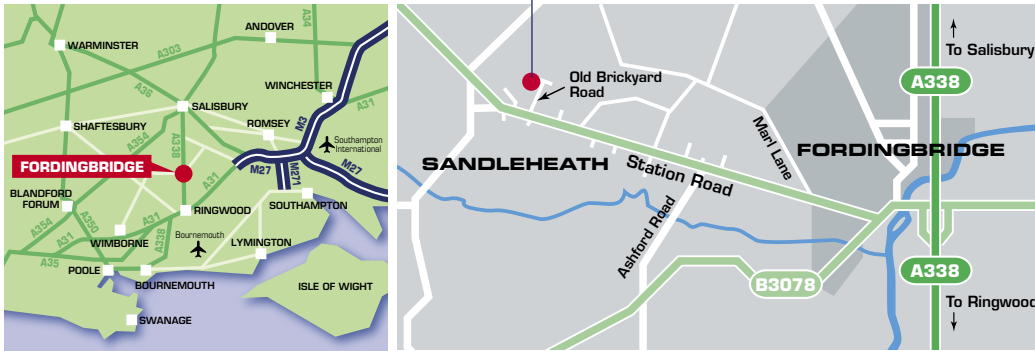 ANDOVER
A34
WARMINSTER
A303
A36
WINCHESTER
A31
SALISBURY
M3
ROMSEY
SHAFTESBURY
A354
A338
Southampton
International
FORDINGBRIDGE
A31
M27
M271
M27
BLANDFORD
FORUM
SOUTHAMPTON
RINGWOOD
A354
A350
A31
WIMBORNE
A338
Bournemouth
LYMINGTON
A31
A35
POOLE
BOURNEMOUTH
ISLE OF WIGHT
SWANAGE
To Salisbury
A338
Old Brickyard
Road
Marl Lane
SANDLEHEATH
Station Road
FORDINGBRIDGE
Ashford Road
B3078
A338
To Ringwood